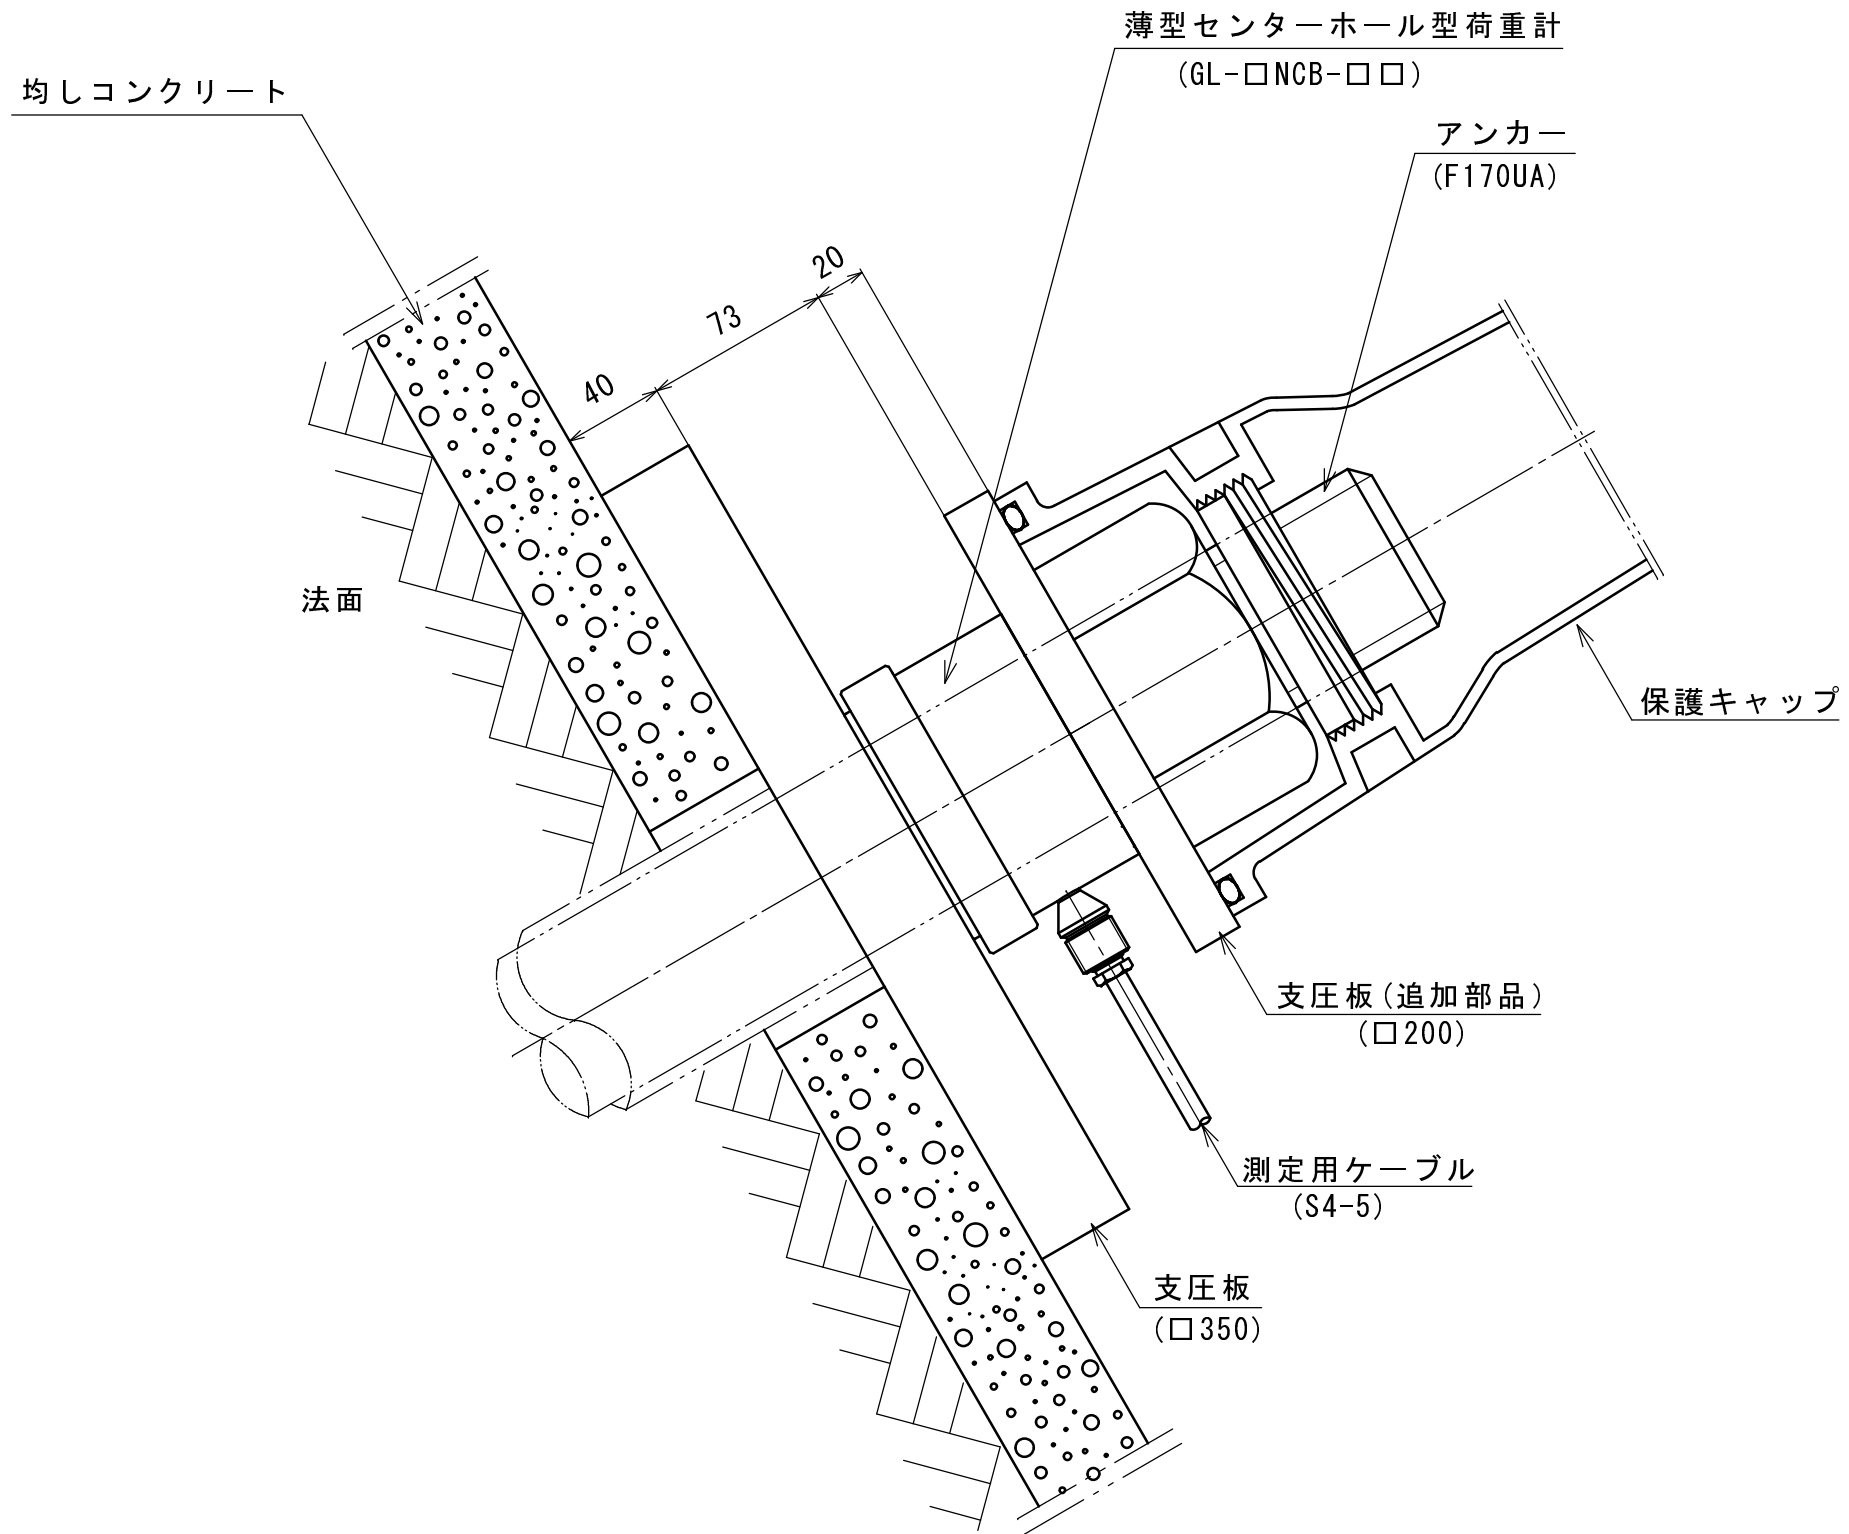 薄型センターホール型荷重計
(GL-□NCB-□□)
均しコンクリート
アンカー
(F170UA)
20
73
40
法面
保護キャップ
支圧板(追加部品)
(□200)
測定用ケーブル
(S4-5)
支圧板
(□350)